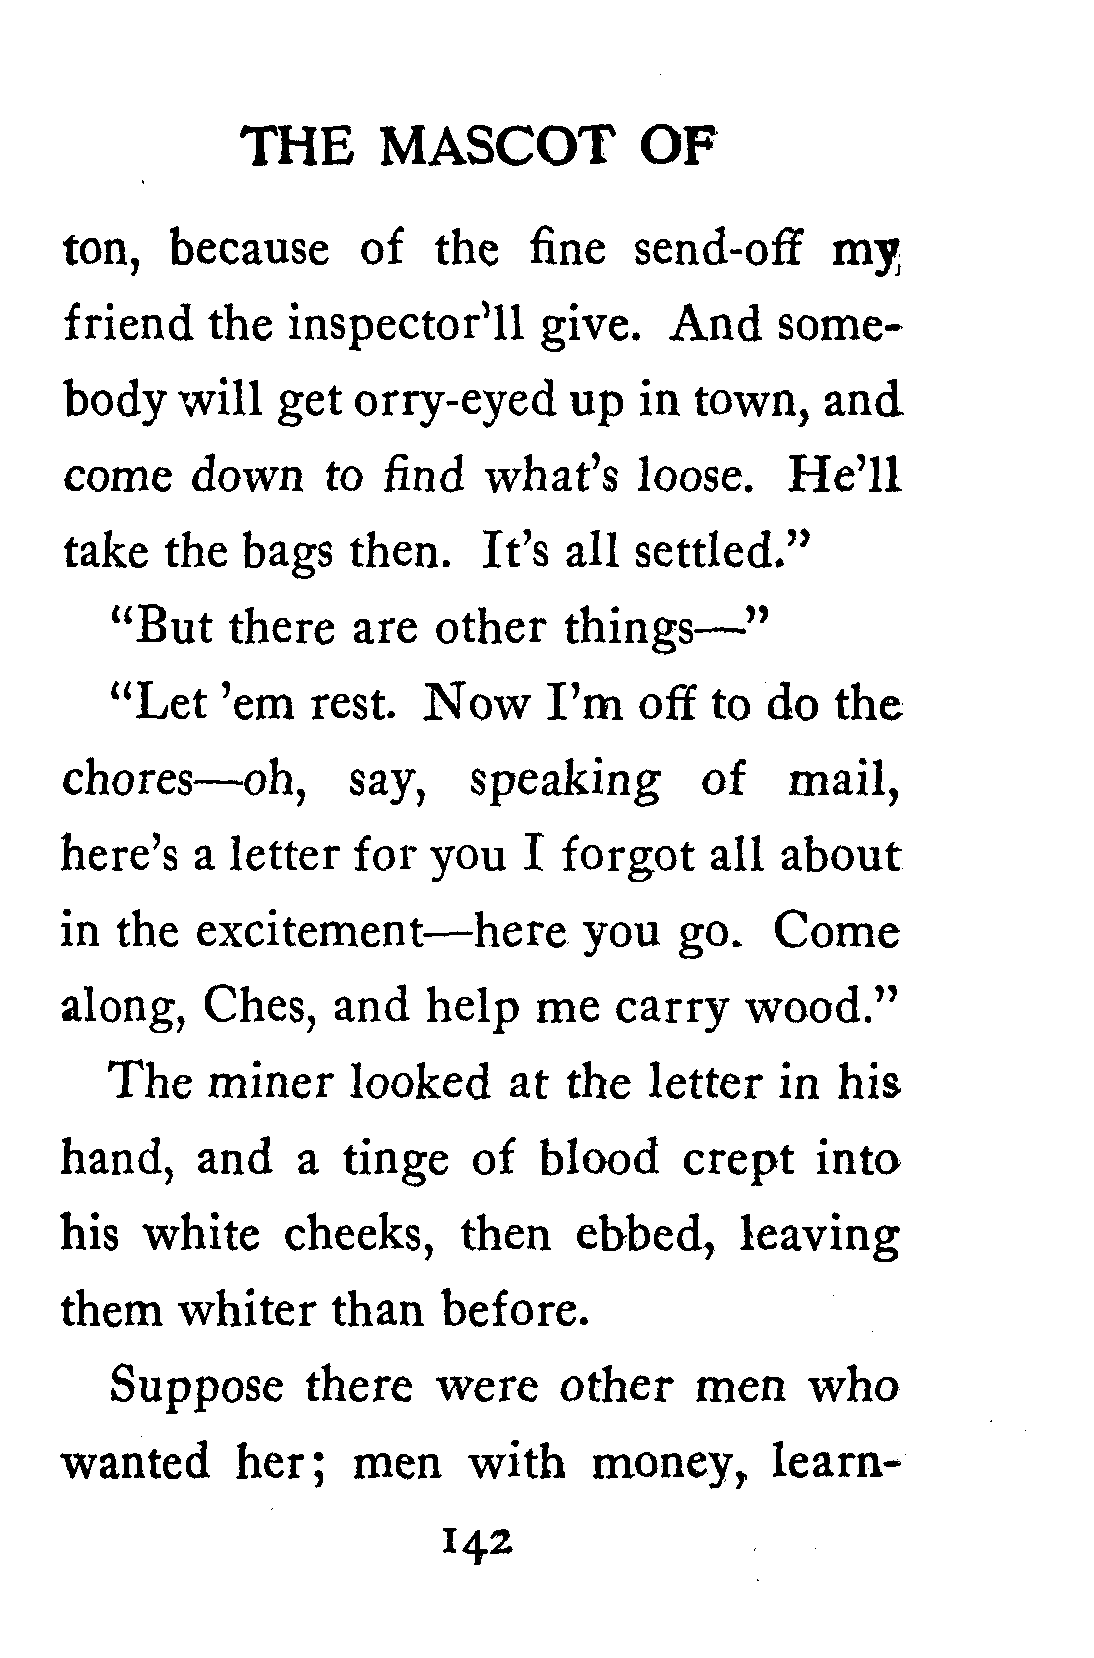 THE MASCOT OF
ton, because of the fine send-off my
friend the inspector'll give. And some-
body will get orry-eyed up in town, and
come down to find what's loose. He'll
take the bags then. It's all settled.”
“But there are other things—”
“Let ’em rest. Now I’m off to do the
chores—oh, say, speaking of mail,
here’s a letter for you I forgot all about
in the excitement—here you go. Come
along, Ches, and help me carry wood.”
The miner looked at the letter in his
hand, and a tinge of blood crept into
his white cheeks, then ebbed, leaving
them whiter than before.
Suppose there were other men who
wanted her; men with money, learn-
142